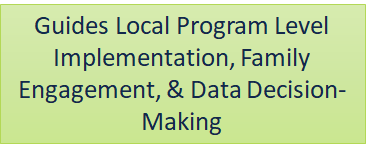 Guides Local Program Level
Implementation, Family
Engagement, & Data Decision-
Making